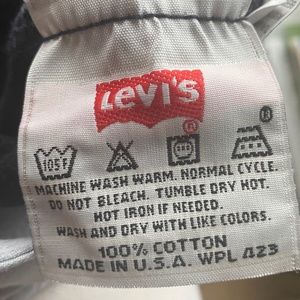 Levi's
®
105F ®
®
MACHINE WASH WARM. NORMAL CYCLE.
DO NOT BLEACH. TUMBLE DRY HOT.
HOT IRON IF NEEDED.
WASH AND DRY WITH LIKE COLORS.
100% COTTON
MADE IN U.S.A. WPL 423